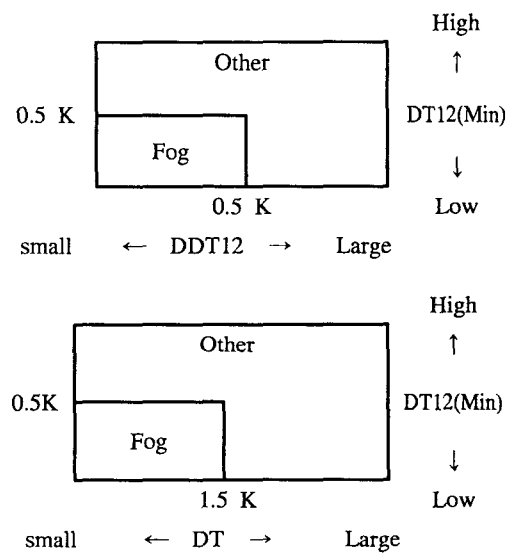 High
Other ↑
0.5 K DT12(Min)
Fog ↓
0.5 K Low
small ← DDT12 → Large
High
Other ↑
0.5K DT12(Min)
Fog ↓
1.5 K Low
small ← DT → Large